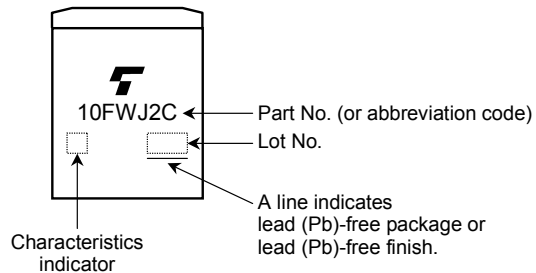 10FWJ2C
Part No. (or abbreviation code)
Lot No.
A line indicates
lead (Pb)-free package or
lead (Pb)-free finish.
Characteristics
indicator